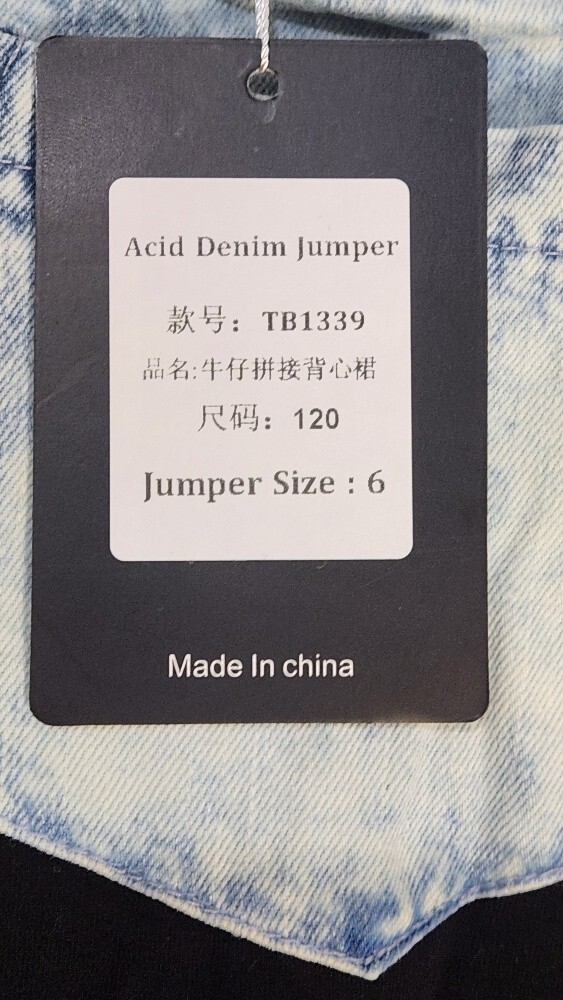 Acid Denim Jumper
款号：TB1339
品名:牛仔拼接背心裙
尺码：120
Jumper Size : 6
Made In china